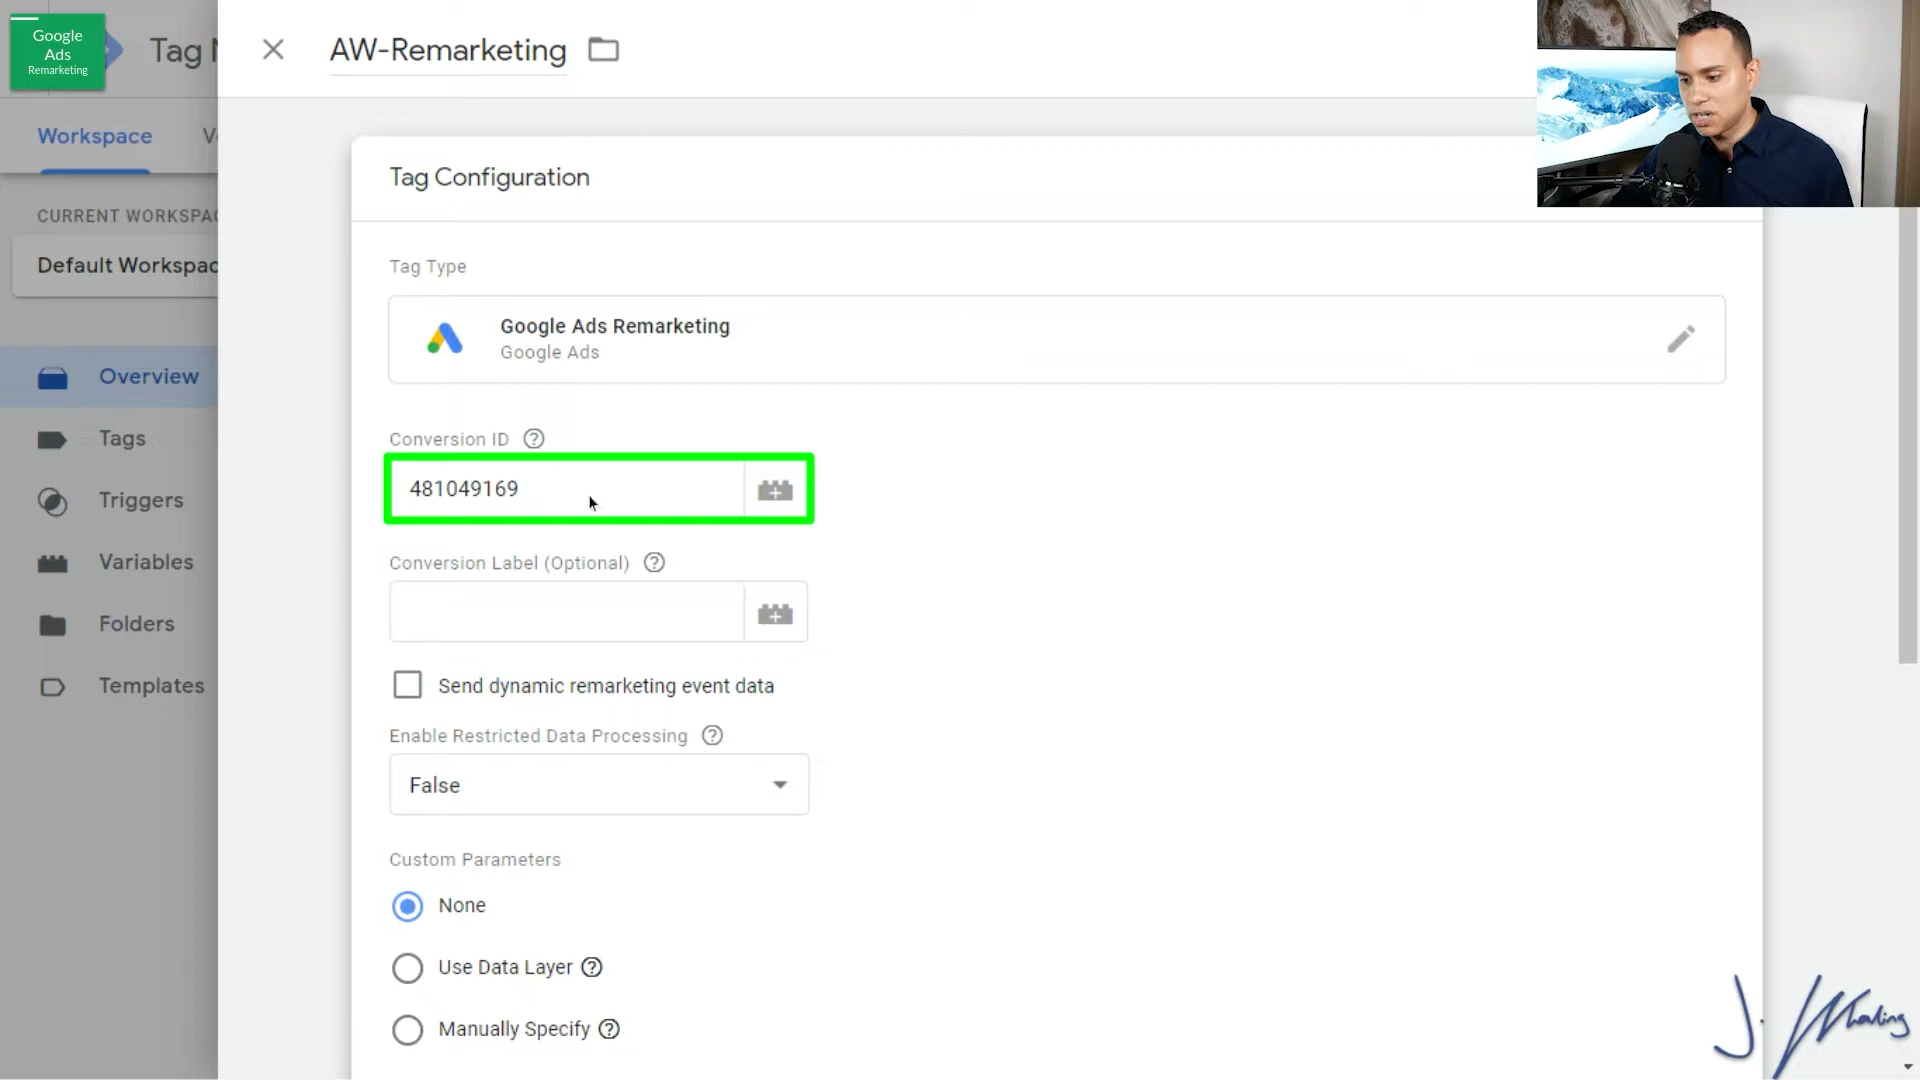 Google
Ads
Remarketing
Tag
AW-Remarketing
Workspace
Tag Configuration
CURRENT WORKSPAC
Default Workspac
Tag Type
Google Ads Remarketing
Google Ads
Overview
Tags
Conversion ID
481049169
Triggers
Variables
Conversion Label (Optional)
Folders
Templates
Send dynamic remarketing event data
Enable Restricted Data Processing
False
Custom Parameters
None
Use Data Layer
Manually Specify